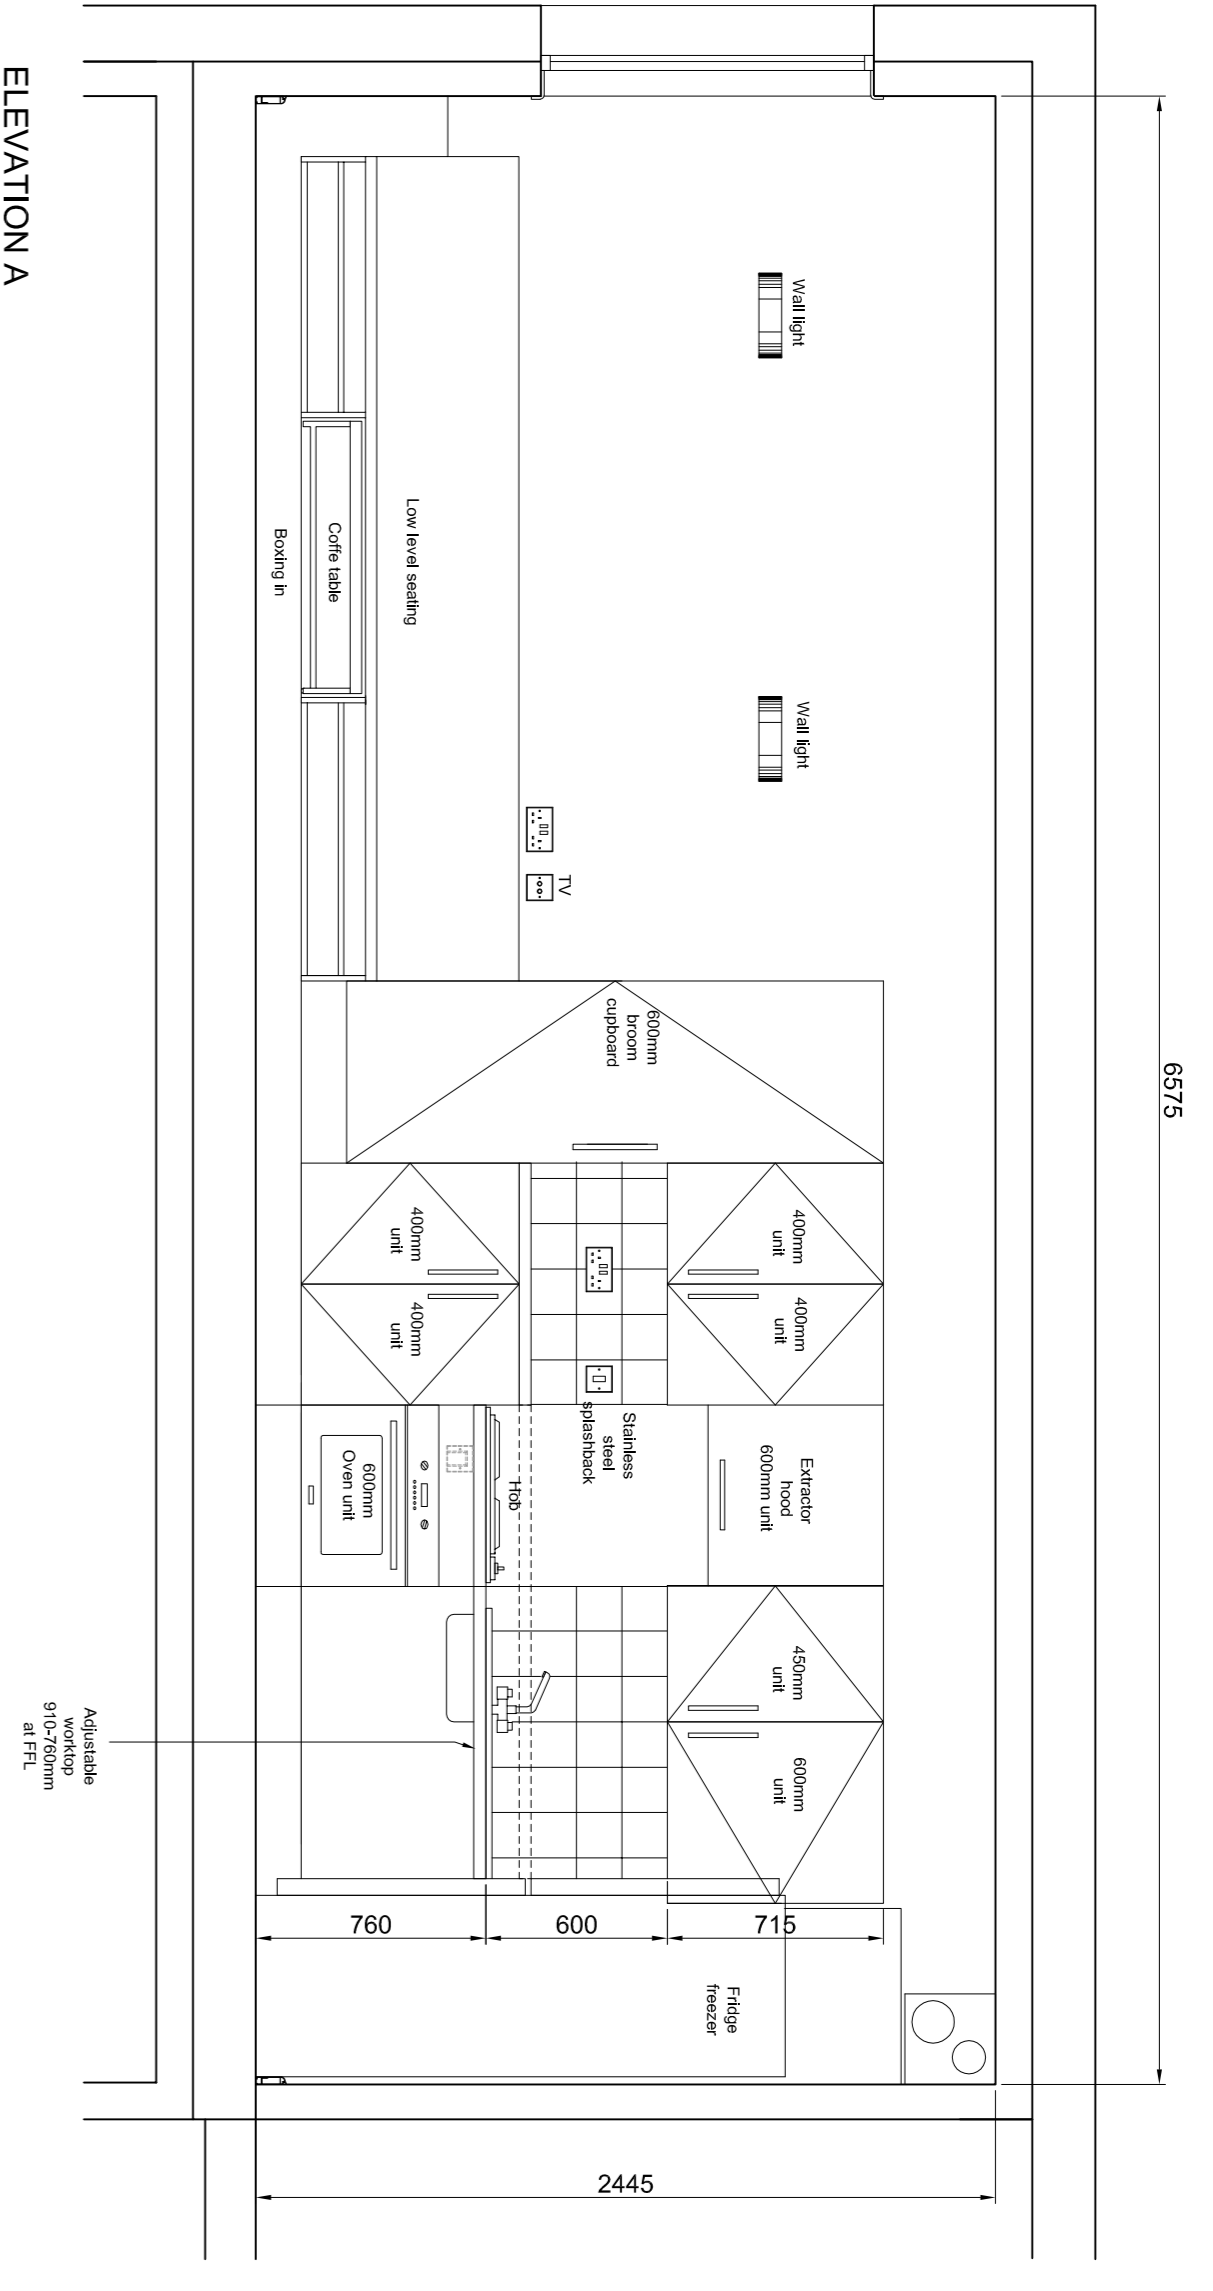 6575
Wall light
Wall light
TV
Low level seating
Coffe table
Boxing in
600mm
broom
cupboard
400mm
unit
400mm
unit
400mm
unit
400mm
unit
Extractor
hood
600mm unit
Stainless
steel
splashback
Hob
600mm
Oven unit
450mm
unit
600mm
unit
715
600
760
Fridge
freezer
2445
Adjustable
worktop
910-760mm
at FFL
ELEVATION A